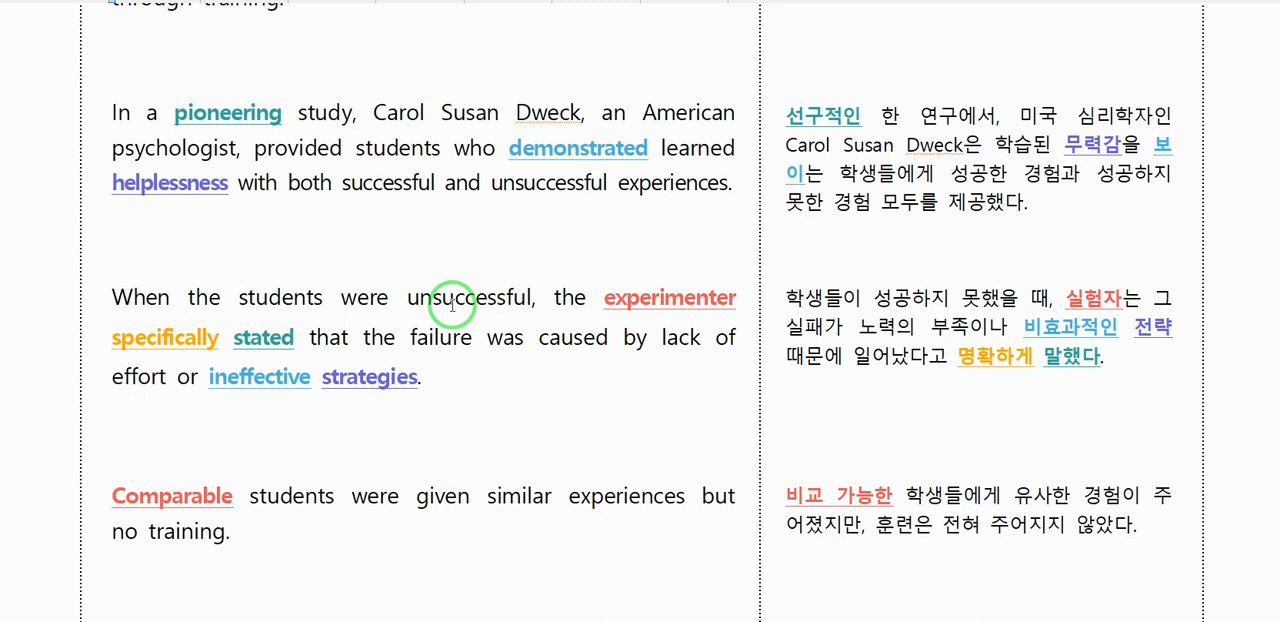 through training.
In a pioneering study, Carol Susan Dweck, an American
psychologist, provided students who demonstrated learned
helplessness with both successful and unsuccessful experiences.
선구적인 한 연구에서, 미국 심리학자인
Carol Susan Dweck은 학습된 무력감을 보
이는 학생들에게 성공한 경험과 성공하지
못한 경험 모두를 제공했다.
When the students were unsuccessful, the experimenter
specifically stated that the failure was caused by lack of
effort or ineffective strategies.
학생들이 성공하지 못했을 때, 실험자는 그
실패가 노력의 부족이나 비효과적인 전략
때문에 일어났다고 명확하게 말했다.
Comparable students were given similar experiences but
no training.
비교 가능한 학생들에게 유사한 경험이 주
어졌지만, 훈련은 전혀 주어지지 않았다.